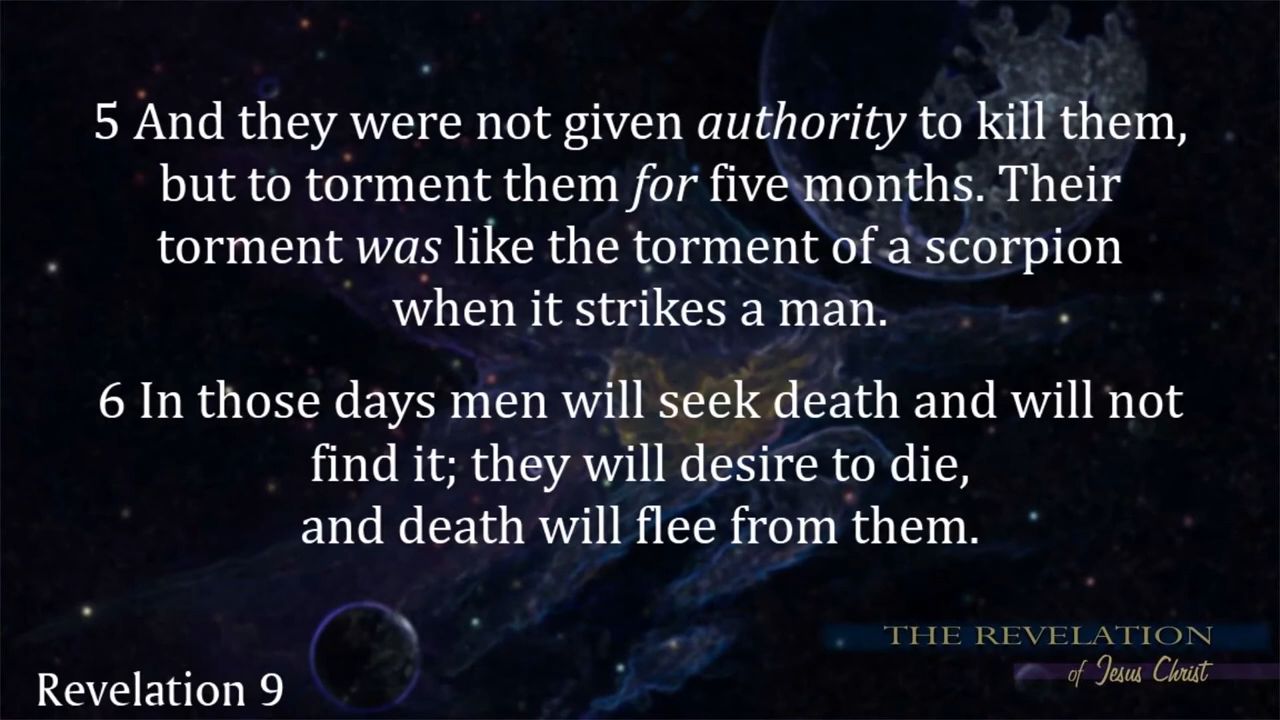 5 And they were not given authority to kill them,
but to torment them for five months. Their
torment was like the torment of a scorpion
when it strikes a man.
6 In those days men will seek death and will not
find it; they will desire to die,
and death will flee from them.
THE REVELATION
of Jesus Christ
Revelation 9